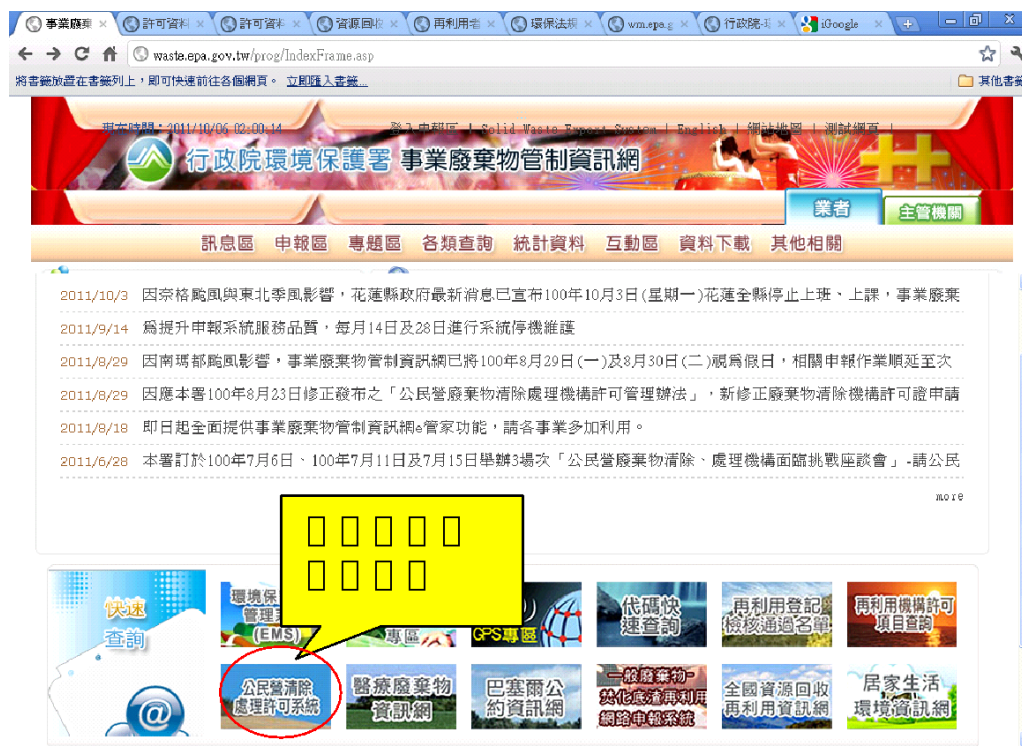 事業廢棄 許可資料 許可資料 資源回收 再利用者 環保法規 wm.epa.g 行政院-環 iGoogle
waste.epa.gov.tw/prog/IndexFrame.asp
將書籤放置在書籤列上，即可快速前往各個網頁。 立即匯入書籤... 其他書籤
現在時間：2011/10/06 02:00:14 登入申報區 | Solid Waste Export System | English | 網站地圖 | 測試網頁 |
行政院環境保護署 事業廢棄物管制資訊網
業者 主管機關
訊息區 申報區 專題區 各類查詢 統計資料 互動區 資料下載 其他相關
2011/10/3 因奈格颱風與東北季風影響，花蓮縣政府最新消息已宣布100年10月3日(星期一)花蓮全縣停止上班、上課，事業廢棄
2011/9/14 為提升申報系統服務品質，每月14日及28日進行系統停機維護
2011/8/29 因南瑪都颱風影響，事業廢棄物管制資訊網已將100年8月29日(一)及8月30日(二)視為假日，相關申報作業順延至次
2011/8/29 因應本署100年8月23日修正發布之「公民營廢棄物清除處理機構許可管理辦法」，新修正廢棄物清除機構許可證申請
2011/8/18 即日起全面提供事業廢棄物管制資訊網e管家功能，請各事業多加利用。
2011/6/28 本署訂於100年7月6日、100年7月11日及7月15日舉辦3場次「公民營廢棄物清除、處理機構面臨挑戰座談會」-請公民
more
快速
查詢
環境保
管理
(EMS)
專區
GPS專區
代碼快
速查詢
再利用登記
檢核通過名單
再利用機構許可
項目查詢
公民營清除
處理許可系統
醫療廢棄物
資訊網
巴塞爾公
約資訊網
一般廢棄物
焚化底渣再利用
網路申報系統
全國資源回收
再利用資訊網
居家生活
環境資訊網